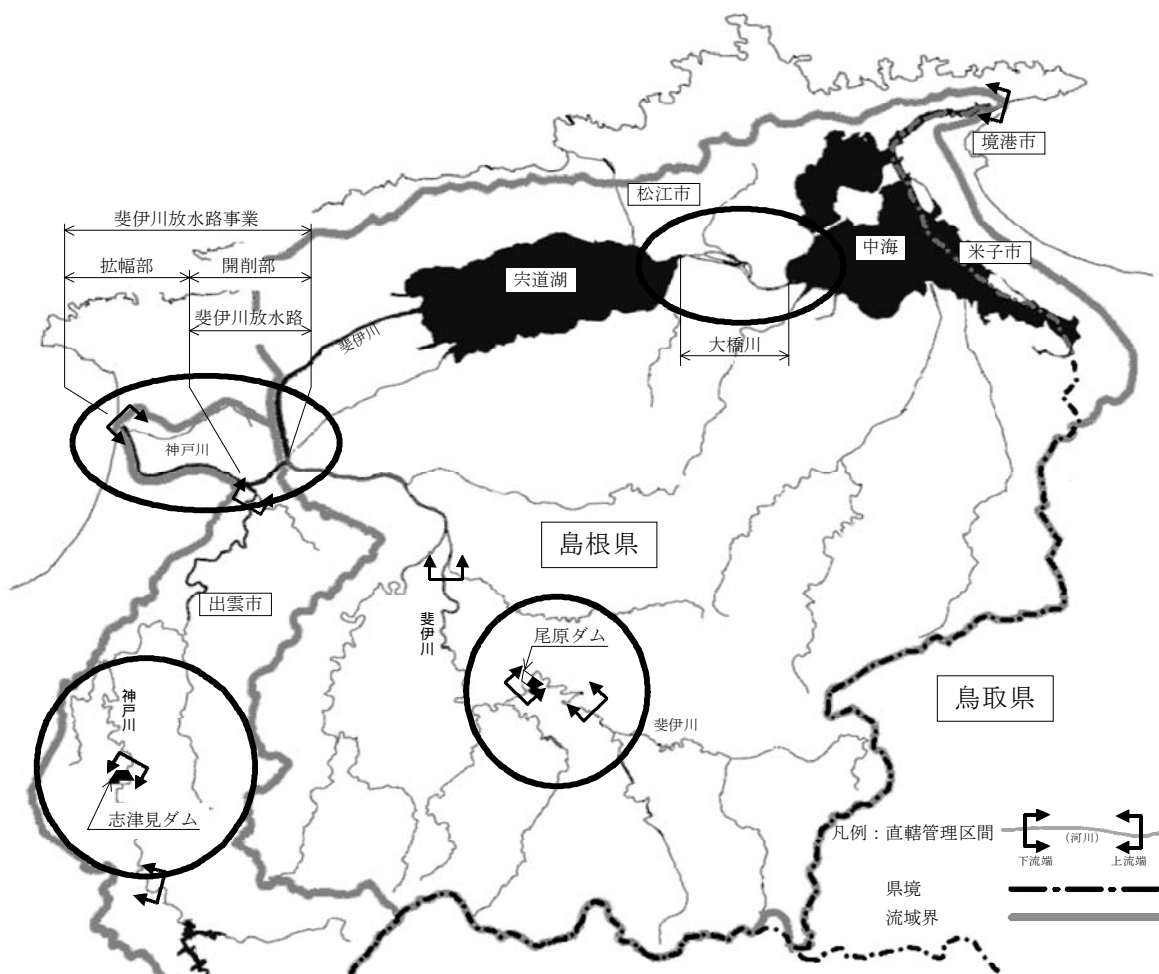 境港市
松江市
斐伊川放水路事業
中海
米子市
拡幅部
開削部
宍道湖
斐伊川放水路
斐伊川
大橋川
神戸川
島根県
出雲市
斐伊川
尾原ダム
神戸川
斐伊川
鳥取県
志津見ダム
凡例：直轄管理区間
(河川)
下流端
上流端
県境
流域界